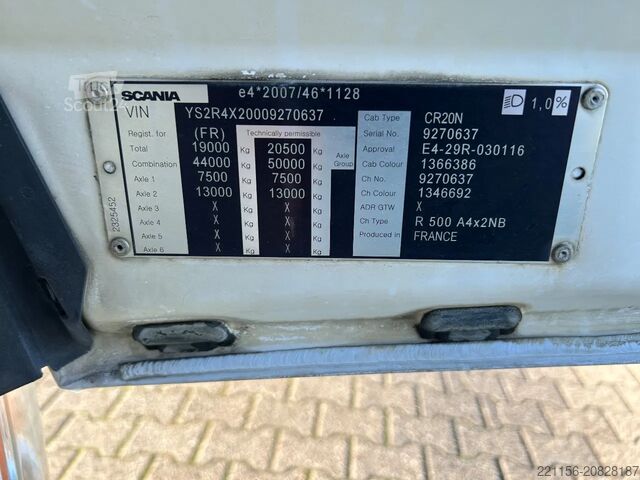 SCANIA e4*2007/46*1128 1,0%
VIN YS2R4X20009270637 Cab Type CR20N
Regist. for (FR) Technically permissible Serial No. 9270637
Total 19000 Kg 20500 Kg Axle Group Approval E4-29R-030116
Combination 44000 Kg 50000 Kg Cab Colour 1366386
Axle 1 7500 Kg 7500 Kg Ch No. 9270637
Axle 2 13000 Kg 13000 Kg Ch Colour 1346692
Axle 3 X Kg X Kg ADR GTW X
Axle 4 X Kg X Kg Ch Type R 500 A4x2NB
Axle 5 X Kg X Kg Produced in FRANCE
Axle 6 X Kg X Kg
2325452
Scout24
221156-20828187